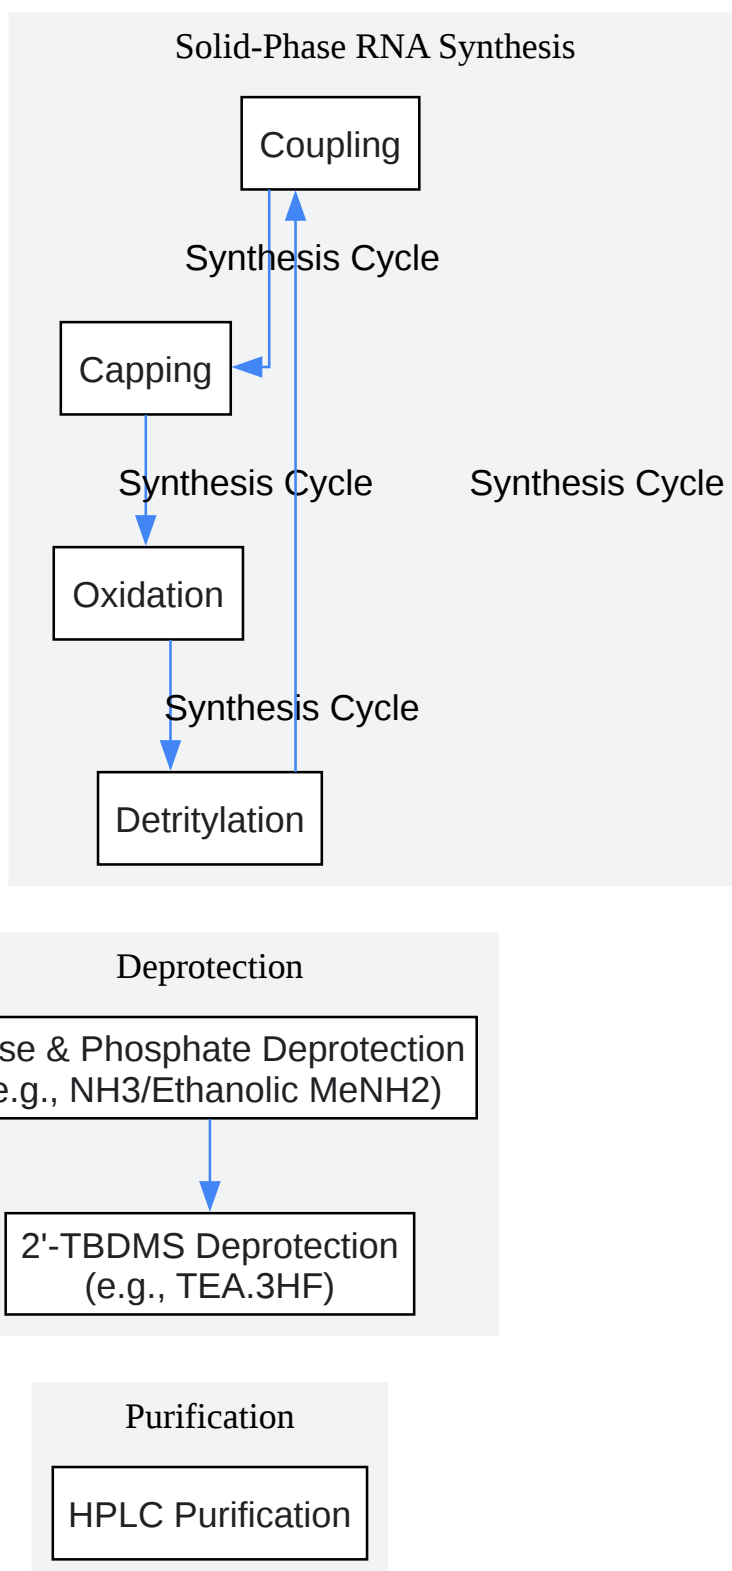 Solid-Phase RNA Synthesis
Coupling
Synthesis Cycle
Capping
Synthesis Cycle
Synthesis Cycle
Oxidation
Synthesis Cycle
Detritylation
Deprotection
se & Phosphate Deprotection
e.g., NH3/Ethanolic MeNH2)
2'-TBDMS Deprotection
(e.g., TEA.3HF)
Purification
HPLC Purification